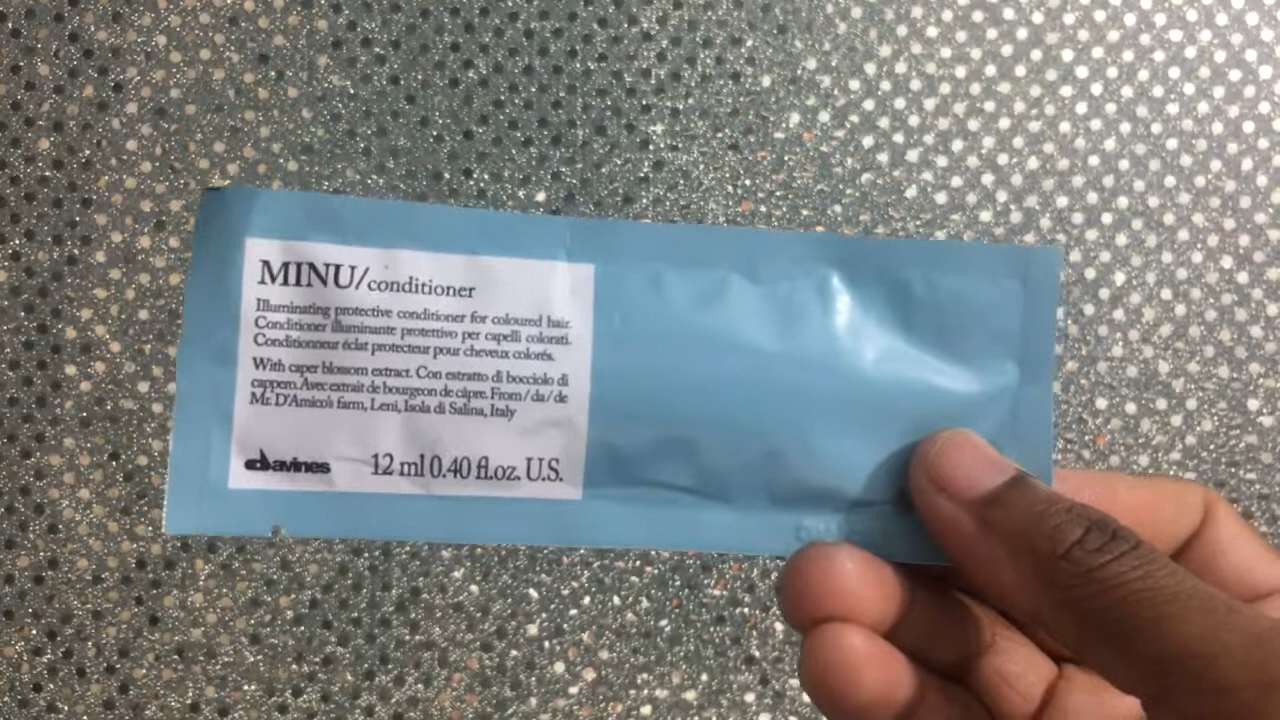 MINU/conditioner
Illuminating protective conditioner for coloured hair.
Conditioner illuminante protettivo per capelli colorati.
Conditionneur éclat protecteur pour cheveux colorés.
With caper blossom extract. Con estratto di bocciolo di
cappero. Avec extrait de bourgeon de câpre. From/da/de
Mr. D'Amico's farm, Leni, Isola di Salina, Italy
davines 12 ml 0.40 fl.oz. U.S.